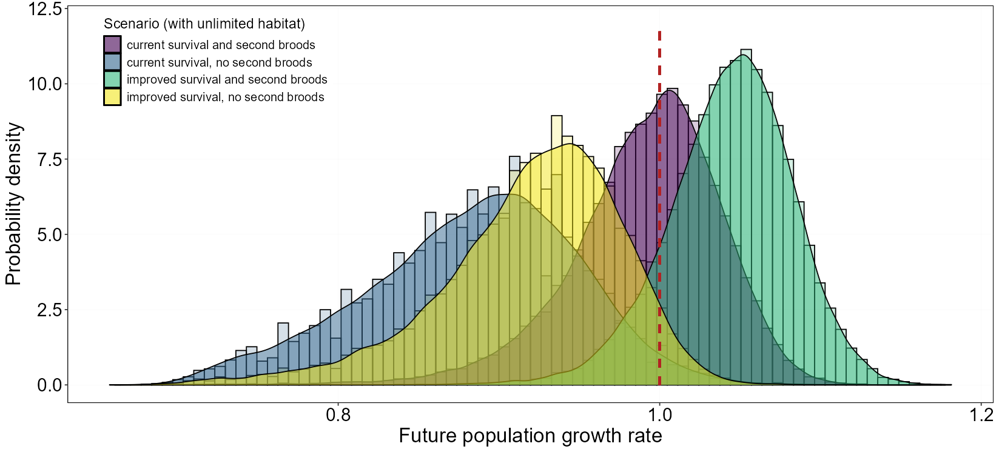 12.5
10.0
7.5
5.0
2.5
0.0
Probability density
Scenario (with unlimited habitat)
current survival and second broods
current survival, no second broods
improved survival and second broods
improved survival, no second broods
0.8
1.0
1.2
Future population growth rate